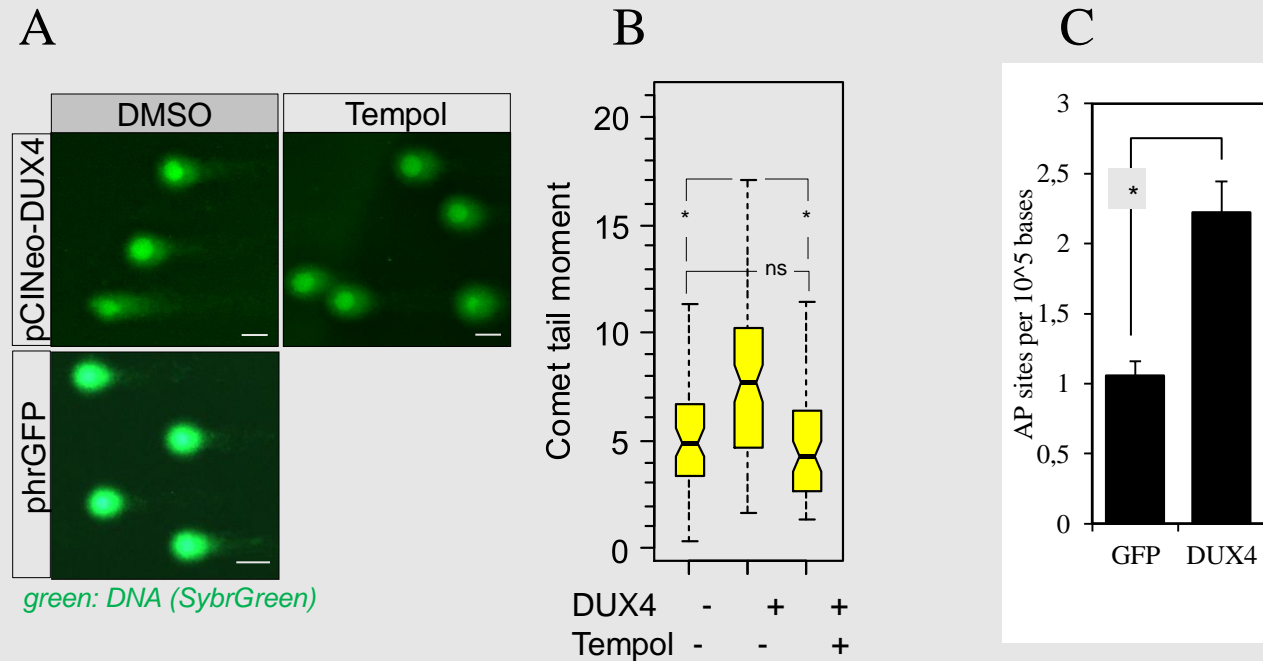 A
DMSO
Tempol
pCINeo-DUX4
phrGFP
green: DNA (SybrGreen)
B
Comet tail moment
20
15
10
5
0
*
*
ns
DUX4 - + +
Tempol - - +
C
AP sites per 10^5 bases
3
2,5
2
1,5
1
0,5
0
*
GFP DUX4